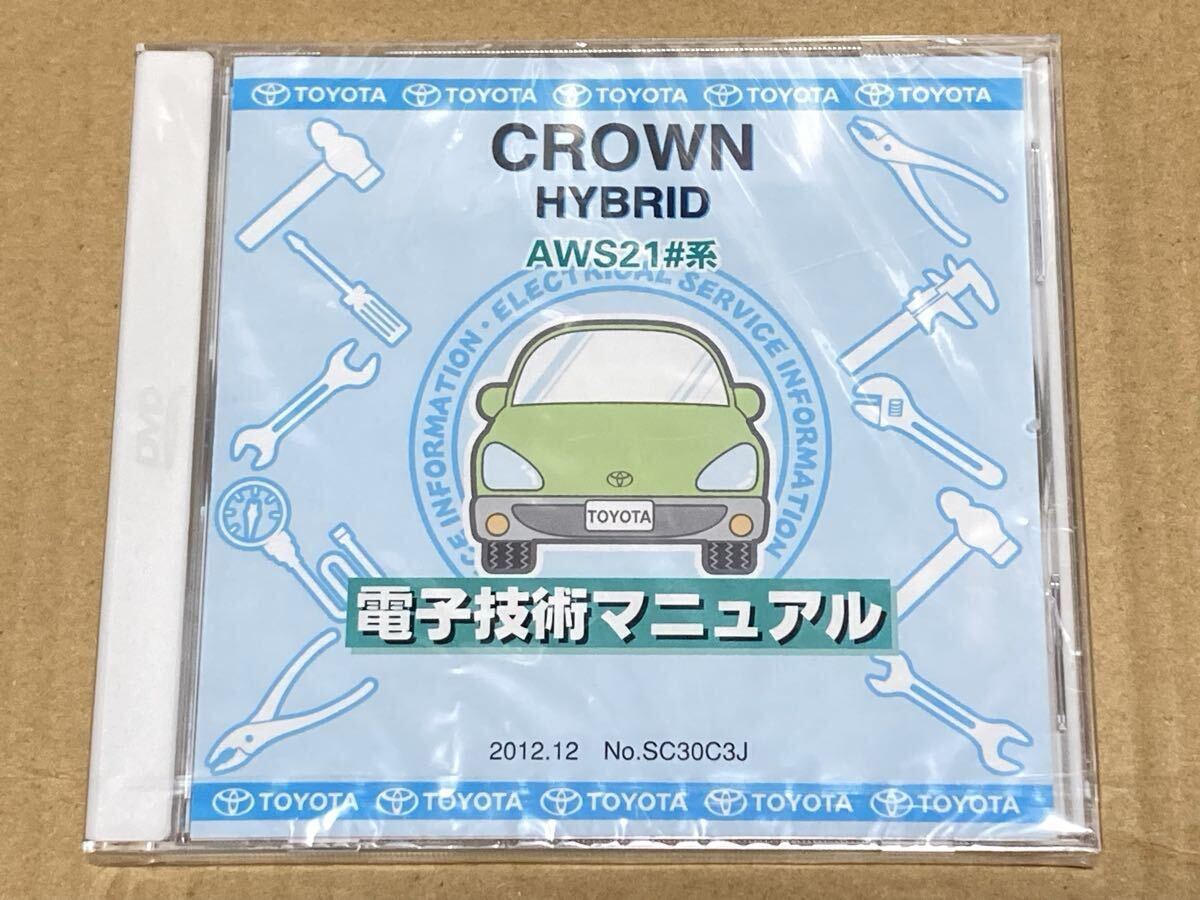 TOYOTA TOYOTA TOYOTA TOYOTA TOYOTA
CROWN
HYBRID
AWS21#系
CE INFORMATION・ELECTRICAL SERVICE INFORMATION
TOYOTA
DVD
電子技術マニュアル
2012.12 No.SC30C3J
TOYOTA TOYOTA TOYOTA TOYOTA TOYOTA